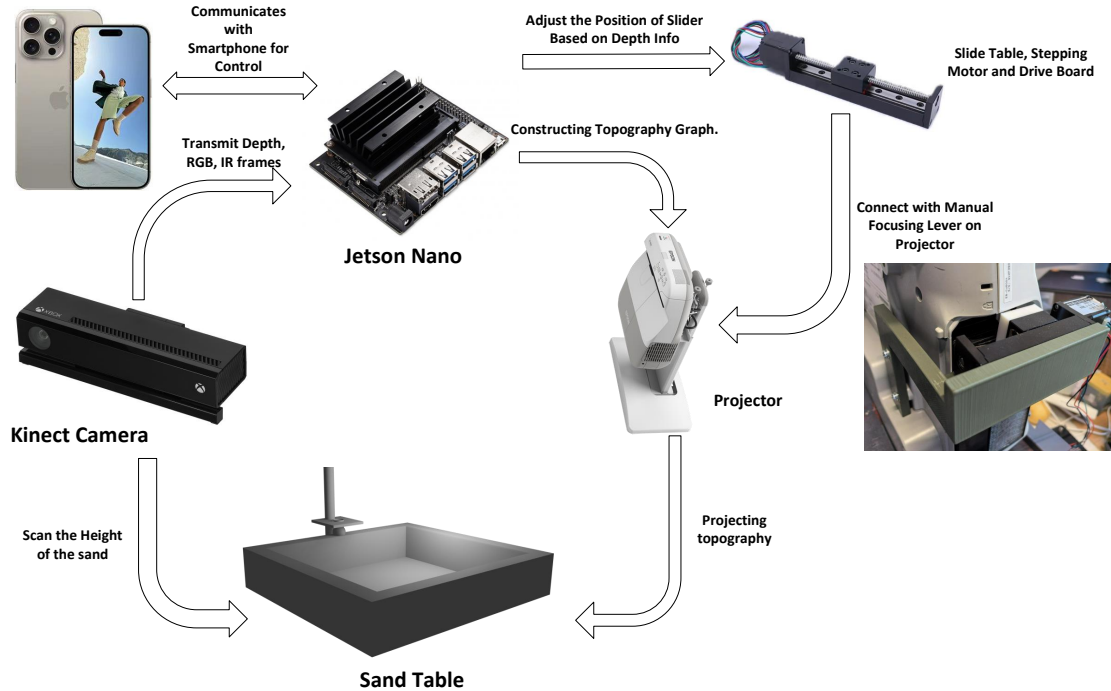 Communicates
with
Smartphone for
Control
Adjust the Position of Slider
Based on Depth Info
Slide Table, Stepping
Motor and Drive Board
Transmit Depth,
RGB, IR frames
Constructing Topography Graph.
Jetson Nano
Connect with Manual
Focusing Lever on
Projector
XBOX
Projector
Kinect Camera
Scan the Height
of the sand
Projecting
topography
Sand Table